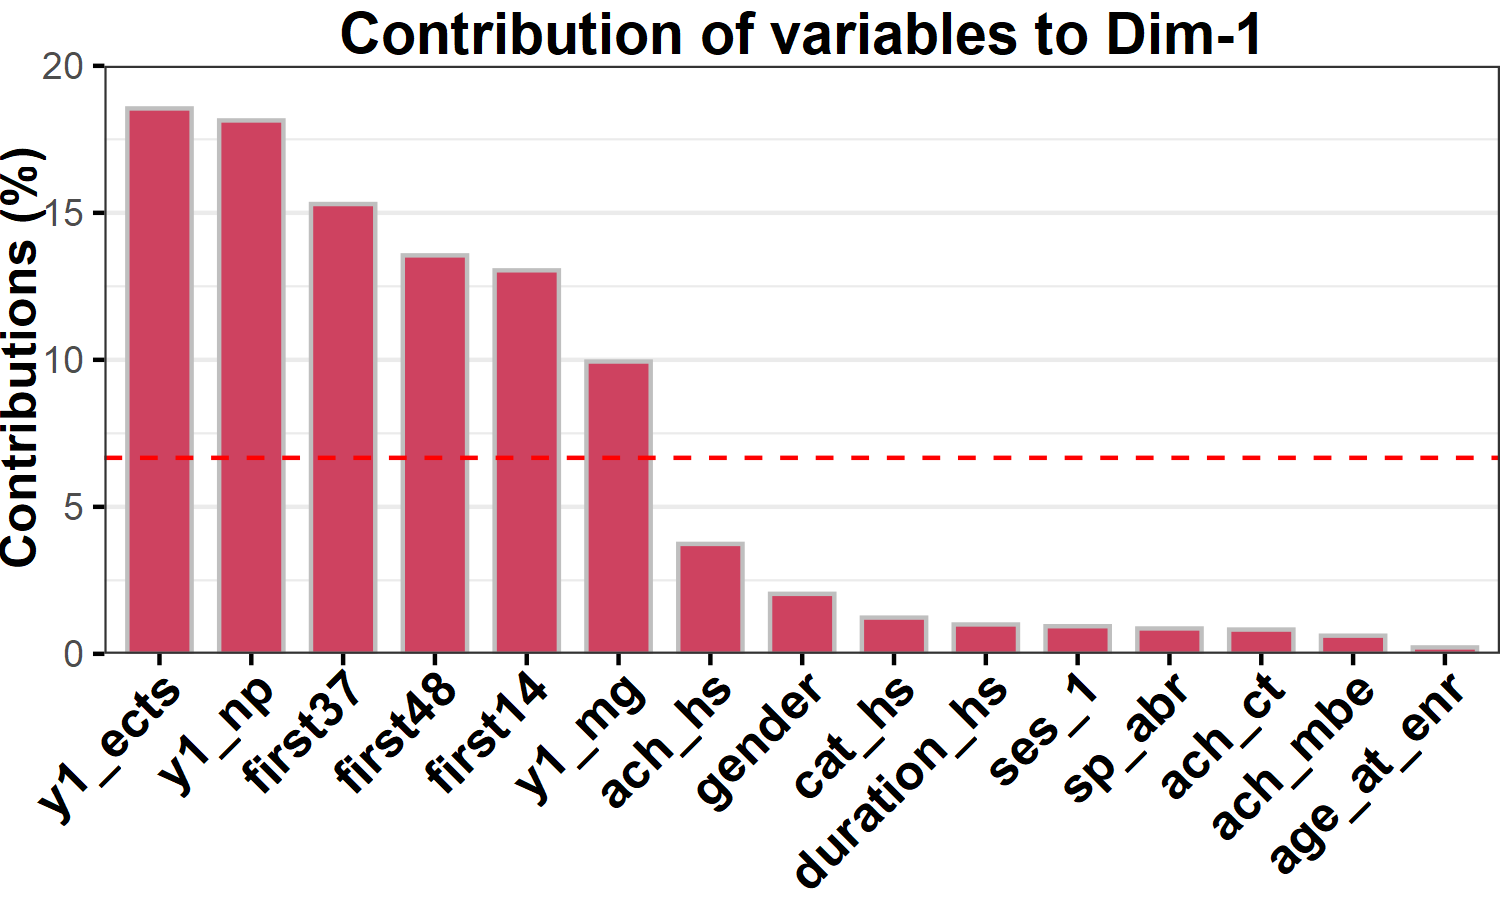 Contribution of variables to Dim-1
Contributions (%)
20
15
10
5
0
y1_ects
y1_np
first37
first48
first14
y1_mg
ach_hs
gender
cat_hs
duration_hs
ses_1
sp_abr
ach_ct
ach_mbe
age_at_enr